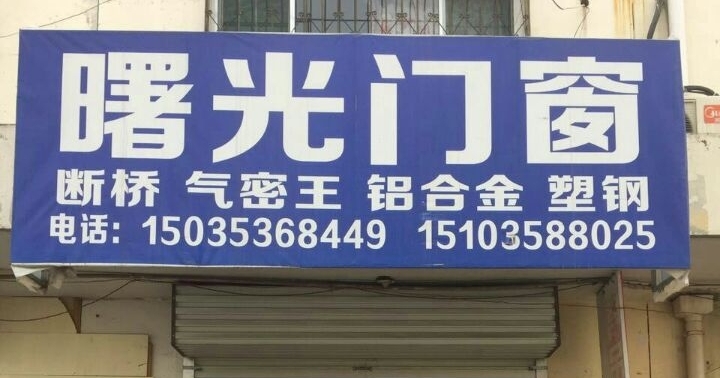 曙光门窗
断桥 气密王 铝合金 塑钢
电话：15035368449 15103588025